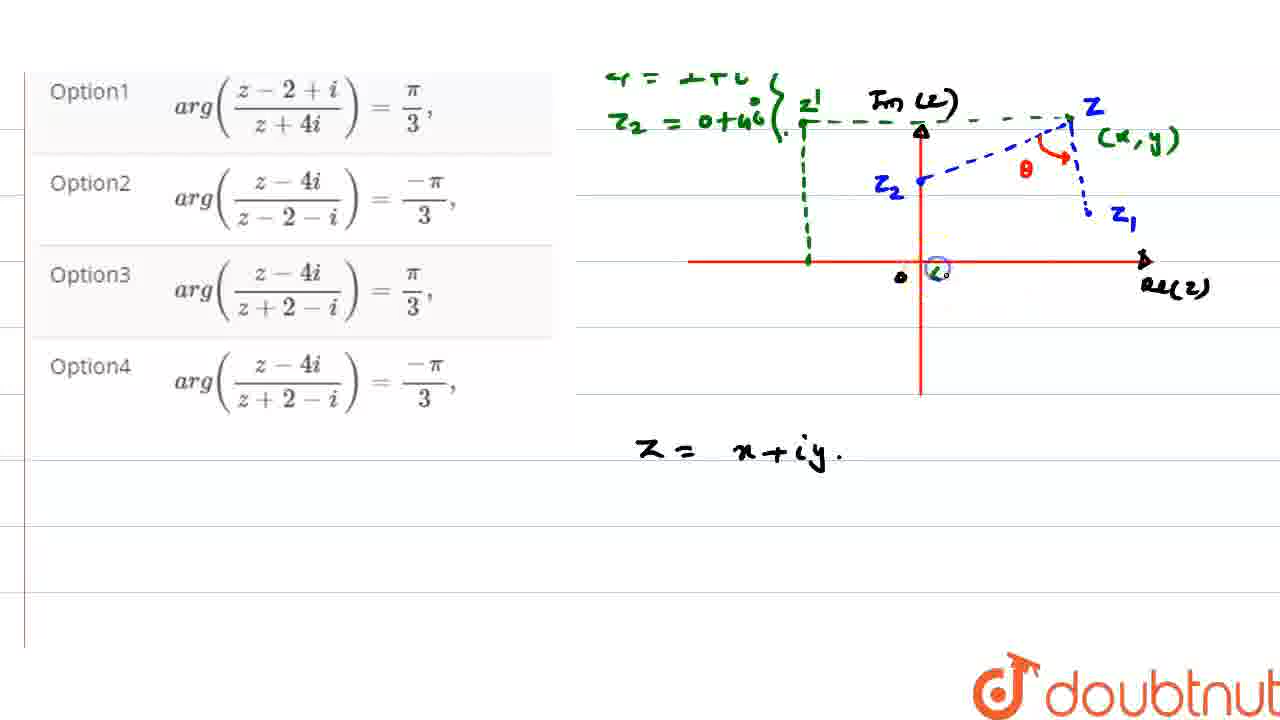 Option1 arg((z − 2 + i)/(z + 4i)) = π/3,
Option2 arg((z − 4i)/(z − 2 − i)) = −π/3,
Option3 arg((z − 4i)/(z + 2 − i)) = π/3,
Option4 arg((z − 4i)/(z + 2 − i)) = −π/3,
z₂ = 0+4i
z'
Im(z)
z
(x, y)
θ
z₂
z₁
o
Re(z)
z = x+iy.
doubtnut